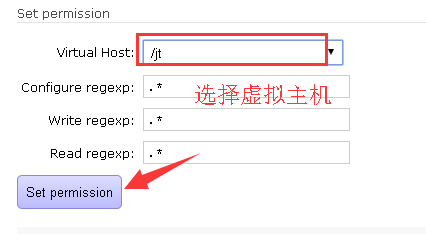 Set permission
Virtual Host: /jt
Configure regexp: .*
选择虚拟主机
Write regexp: .*
Read regexp: .*
Set permission